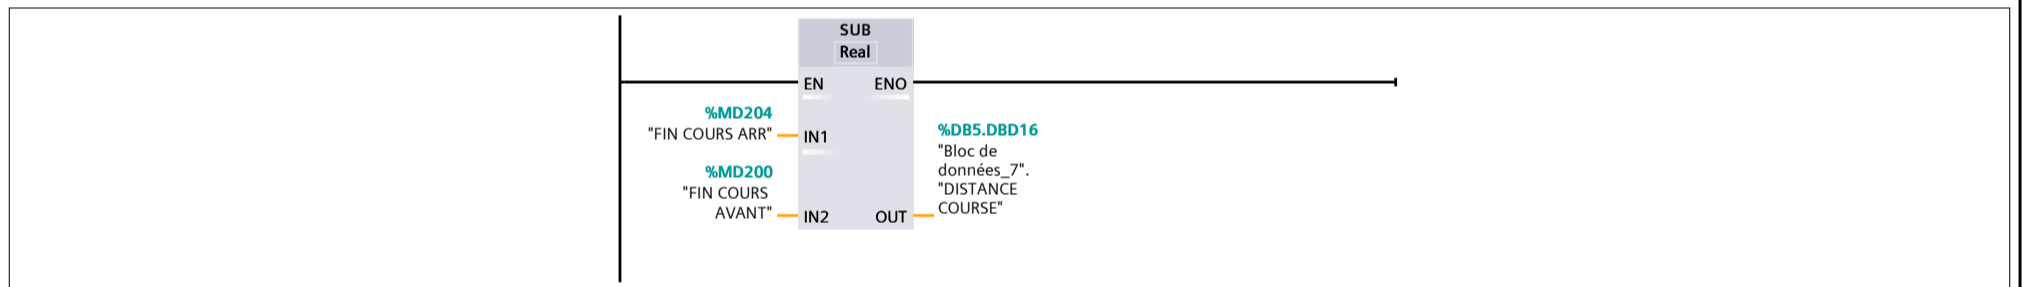 SUB
Real
EN ENO
%MD204
"FIN COURS ARR"
IN1
%MD200
"FIN COURS
AVANT"
IN2
OUT
%DB5.DBD16
"Bloc de
données_7".
"DISTANCE
COURSE"